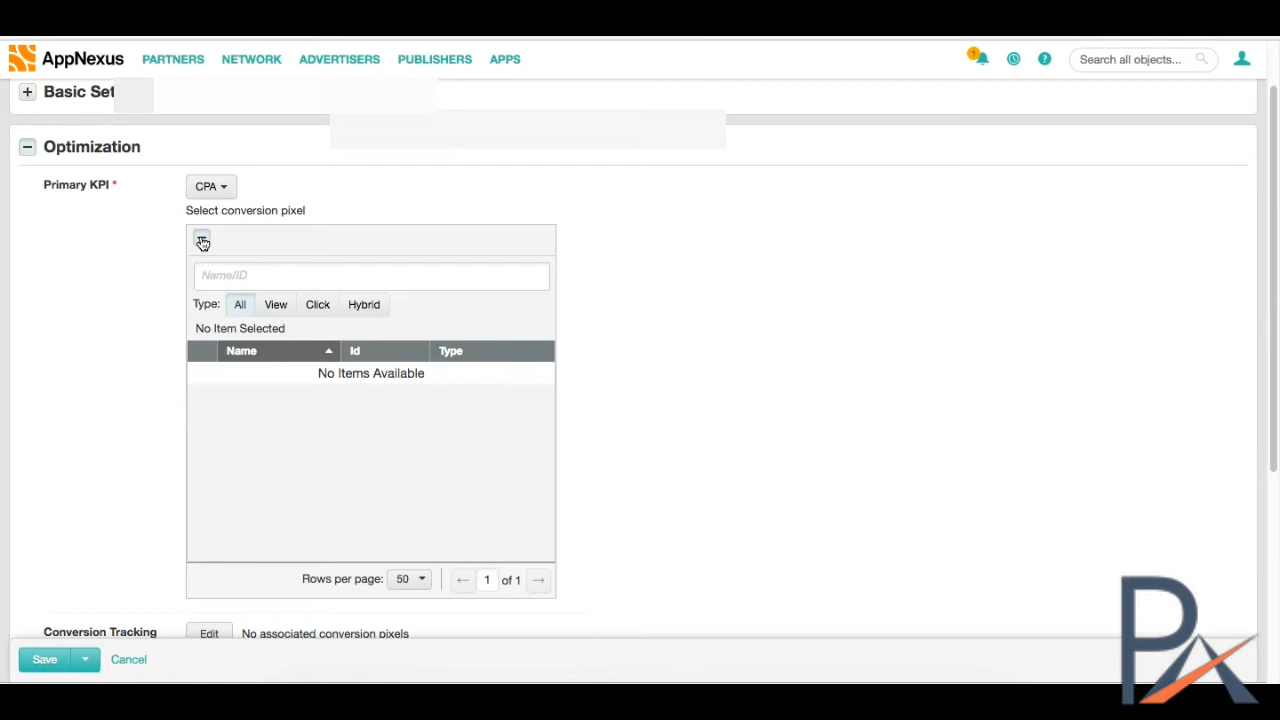 AppNexus PARTNERS NETWORK ADVERTISERS PUBLISHERS APPS 1 ? Search all objects...
+ Basic Set
− Optimization
Primary KPI * CPA
Select conversion pixel
Name/ID
Type: All View Click Hybrid
No Item Selected
Name Id Type
No Items Available
Rows per page: 50 ← 1 of 1 →
Conversion Tracking Edit No associated conversion pixels
Save Cancel
PA